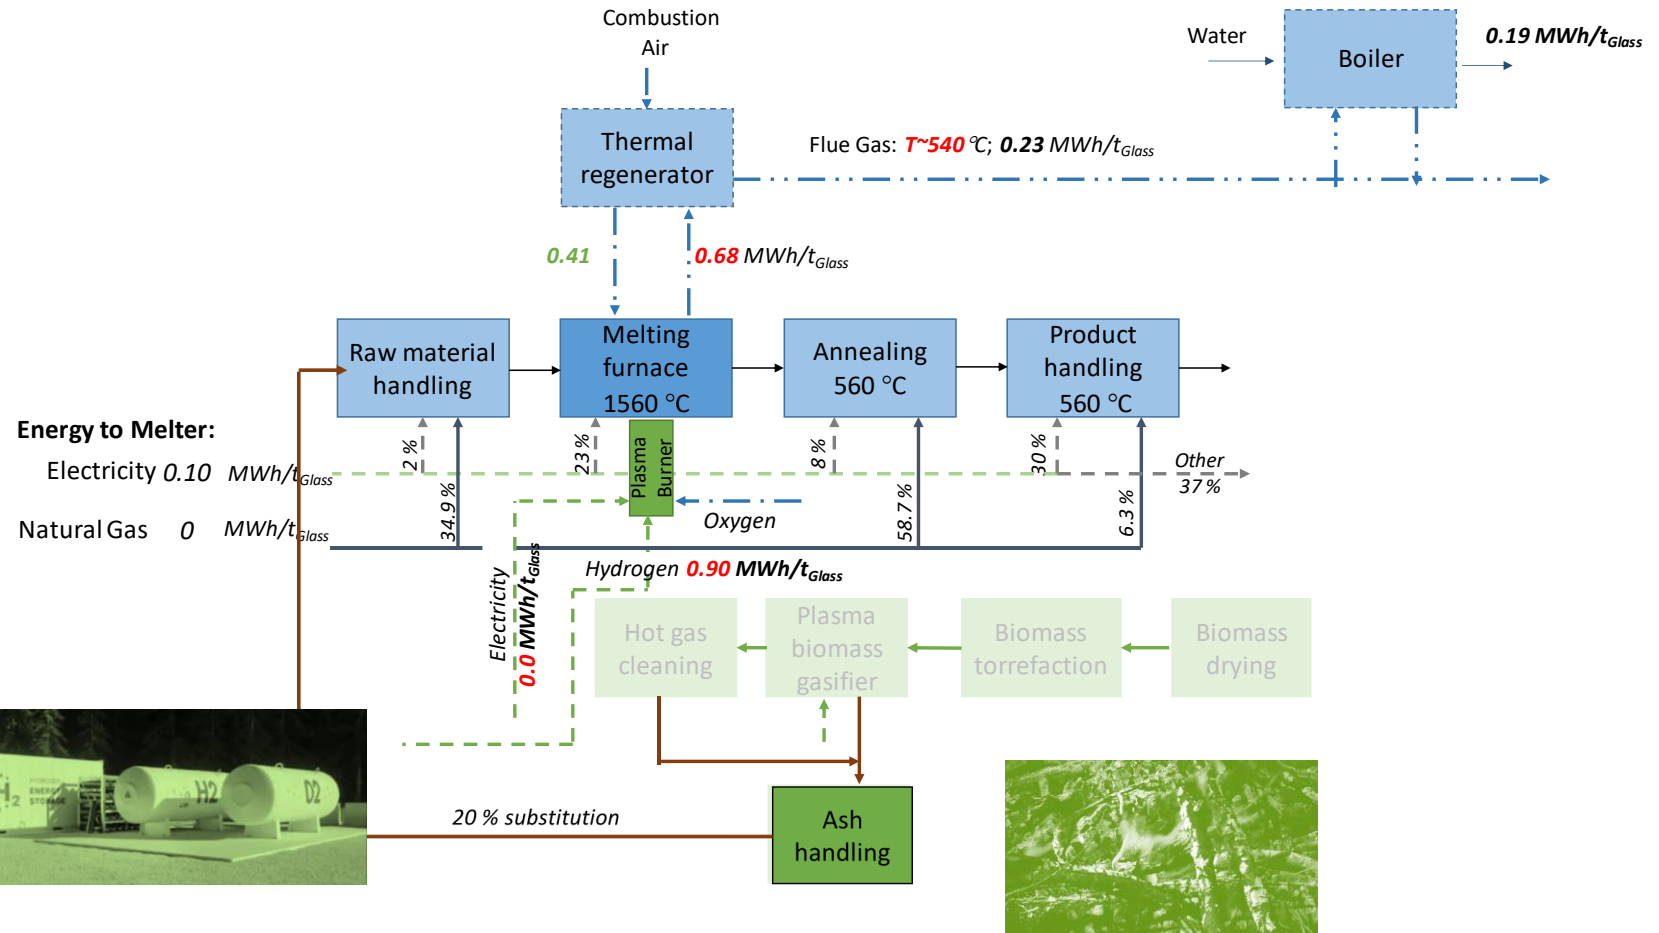 Combustion
Air
Water
Boiler
0.19 MWh/tGlass
Thermal
regenerator
Flue Gas: T~540 °C; 0.23 MWh/tGlass
0.41
0.68 MWh/tGlass
Raw material
handling
Melting
furnace
1560 °C
Annealing
560 °C
Product
handling
560 °C
Energy to Melter:
Electricity 0.10 MWh/tGlass
2 %
23 %
Plasma
Burner
8 %
30 %
Other
37 %
Natural Gas 0 MWh/tGlass
34.9 %
Oxygen
58.7 %
6.3 %
Electricity
0.0 MWh/tGlass
Hydrogen 0.90 MWh/tGlass
Hot gas
cleaning
Plasma
biomass
gasifier
Biomass
torrefaction
Biomass
drying
H2
HYDROGEN
ENERGY
STORAGE
H2
D2
20 % substitution
Ash
handling